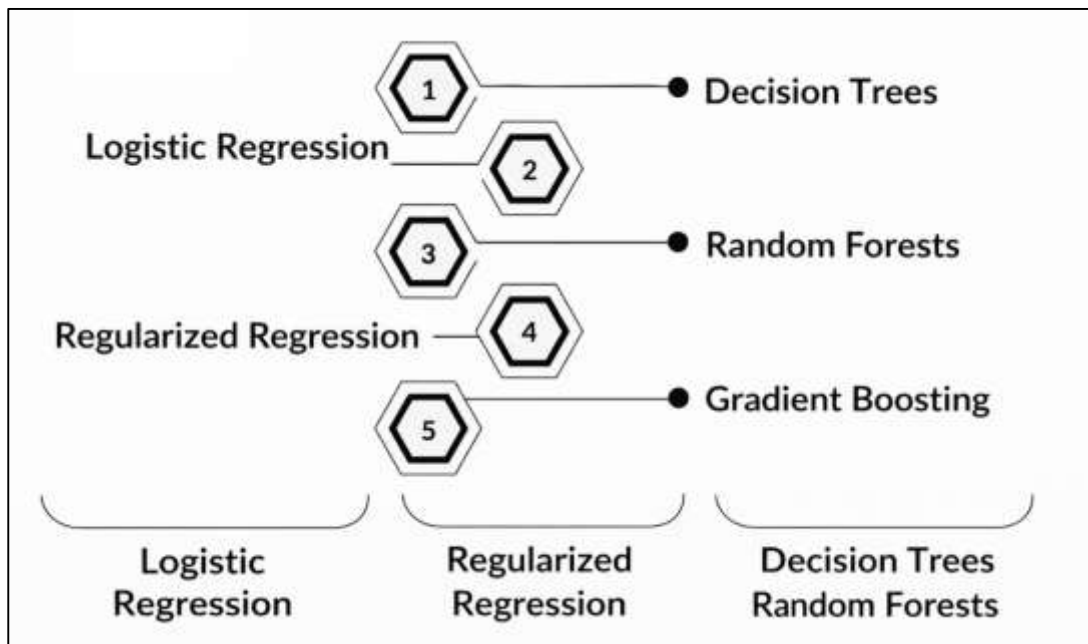 1
Decision Trees
Logistic Regression
2
3
Random Forests
Regularized Regression
4
5
Gradient Boosting
Logistic
Regression
Regularized
Regression
Decision Trees
Random Forests